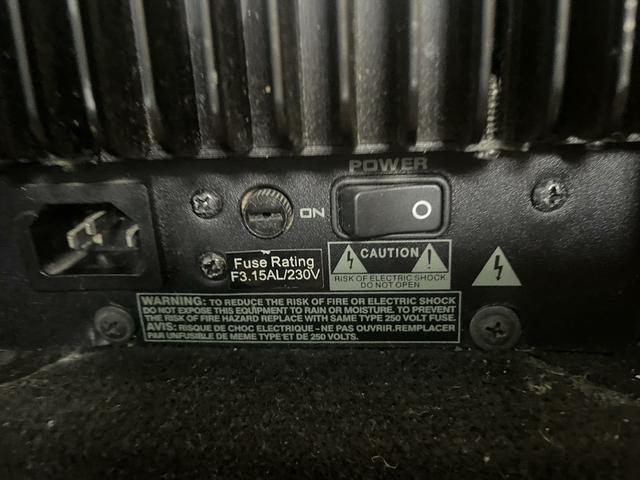 POWER
ON
O
Fuse Rating
F3.15AL/230V
CAUTION
RISK OF ELECTRIC SHOCK
DO NOT OPEN
WARNING: TO REDUCE THE RISK OF FIRE OR ELECTRIC SHOCK
DO NOT EXPOSE THIS EQUIPMENT TO RAIN OR MOISTURE. TO PREVENT
THE RISK OF FIRE HAZARD REPLACE WITH SAME TYPE 250 VOLT FUSE.
AVIS: RISQUE DE CHOC ELECTRIQUE - NE PAS OUVRIR.REMPLACER
PAR UNFUSIBLE DE MEME TYPE ET DE 250 VOLTS.